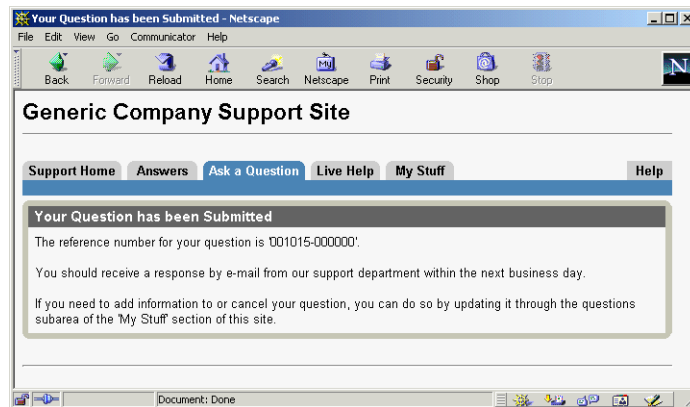 Your Question has been Submitted - Netscape
File Edit View Go Communicator Help
My
Back Forward Reload Home Search Netscape Print Security Shop Stop
N
Generic Company Support Site
Support Home Answers Ask a Question Live Help My Stuff Help
Your Question has been Submitted
The reference number for your question is '001015-000000'.
You should receive a response by e-mail from our support department within the next business day.
If you need to add information to or cancel your question, you can do so by updating it through the questions
subarea of the 'My Stuff' section of this site.
Document: Done